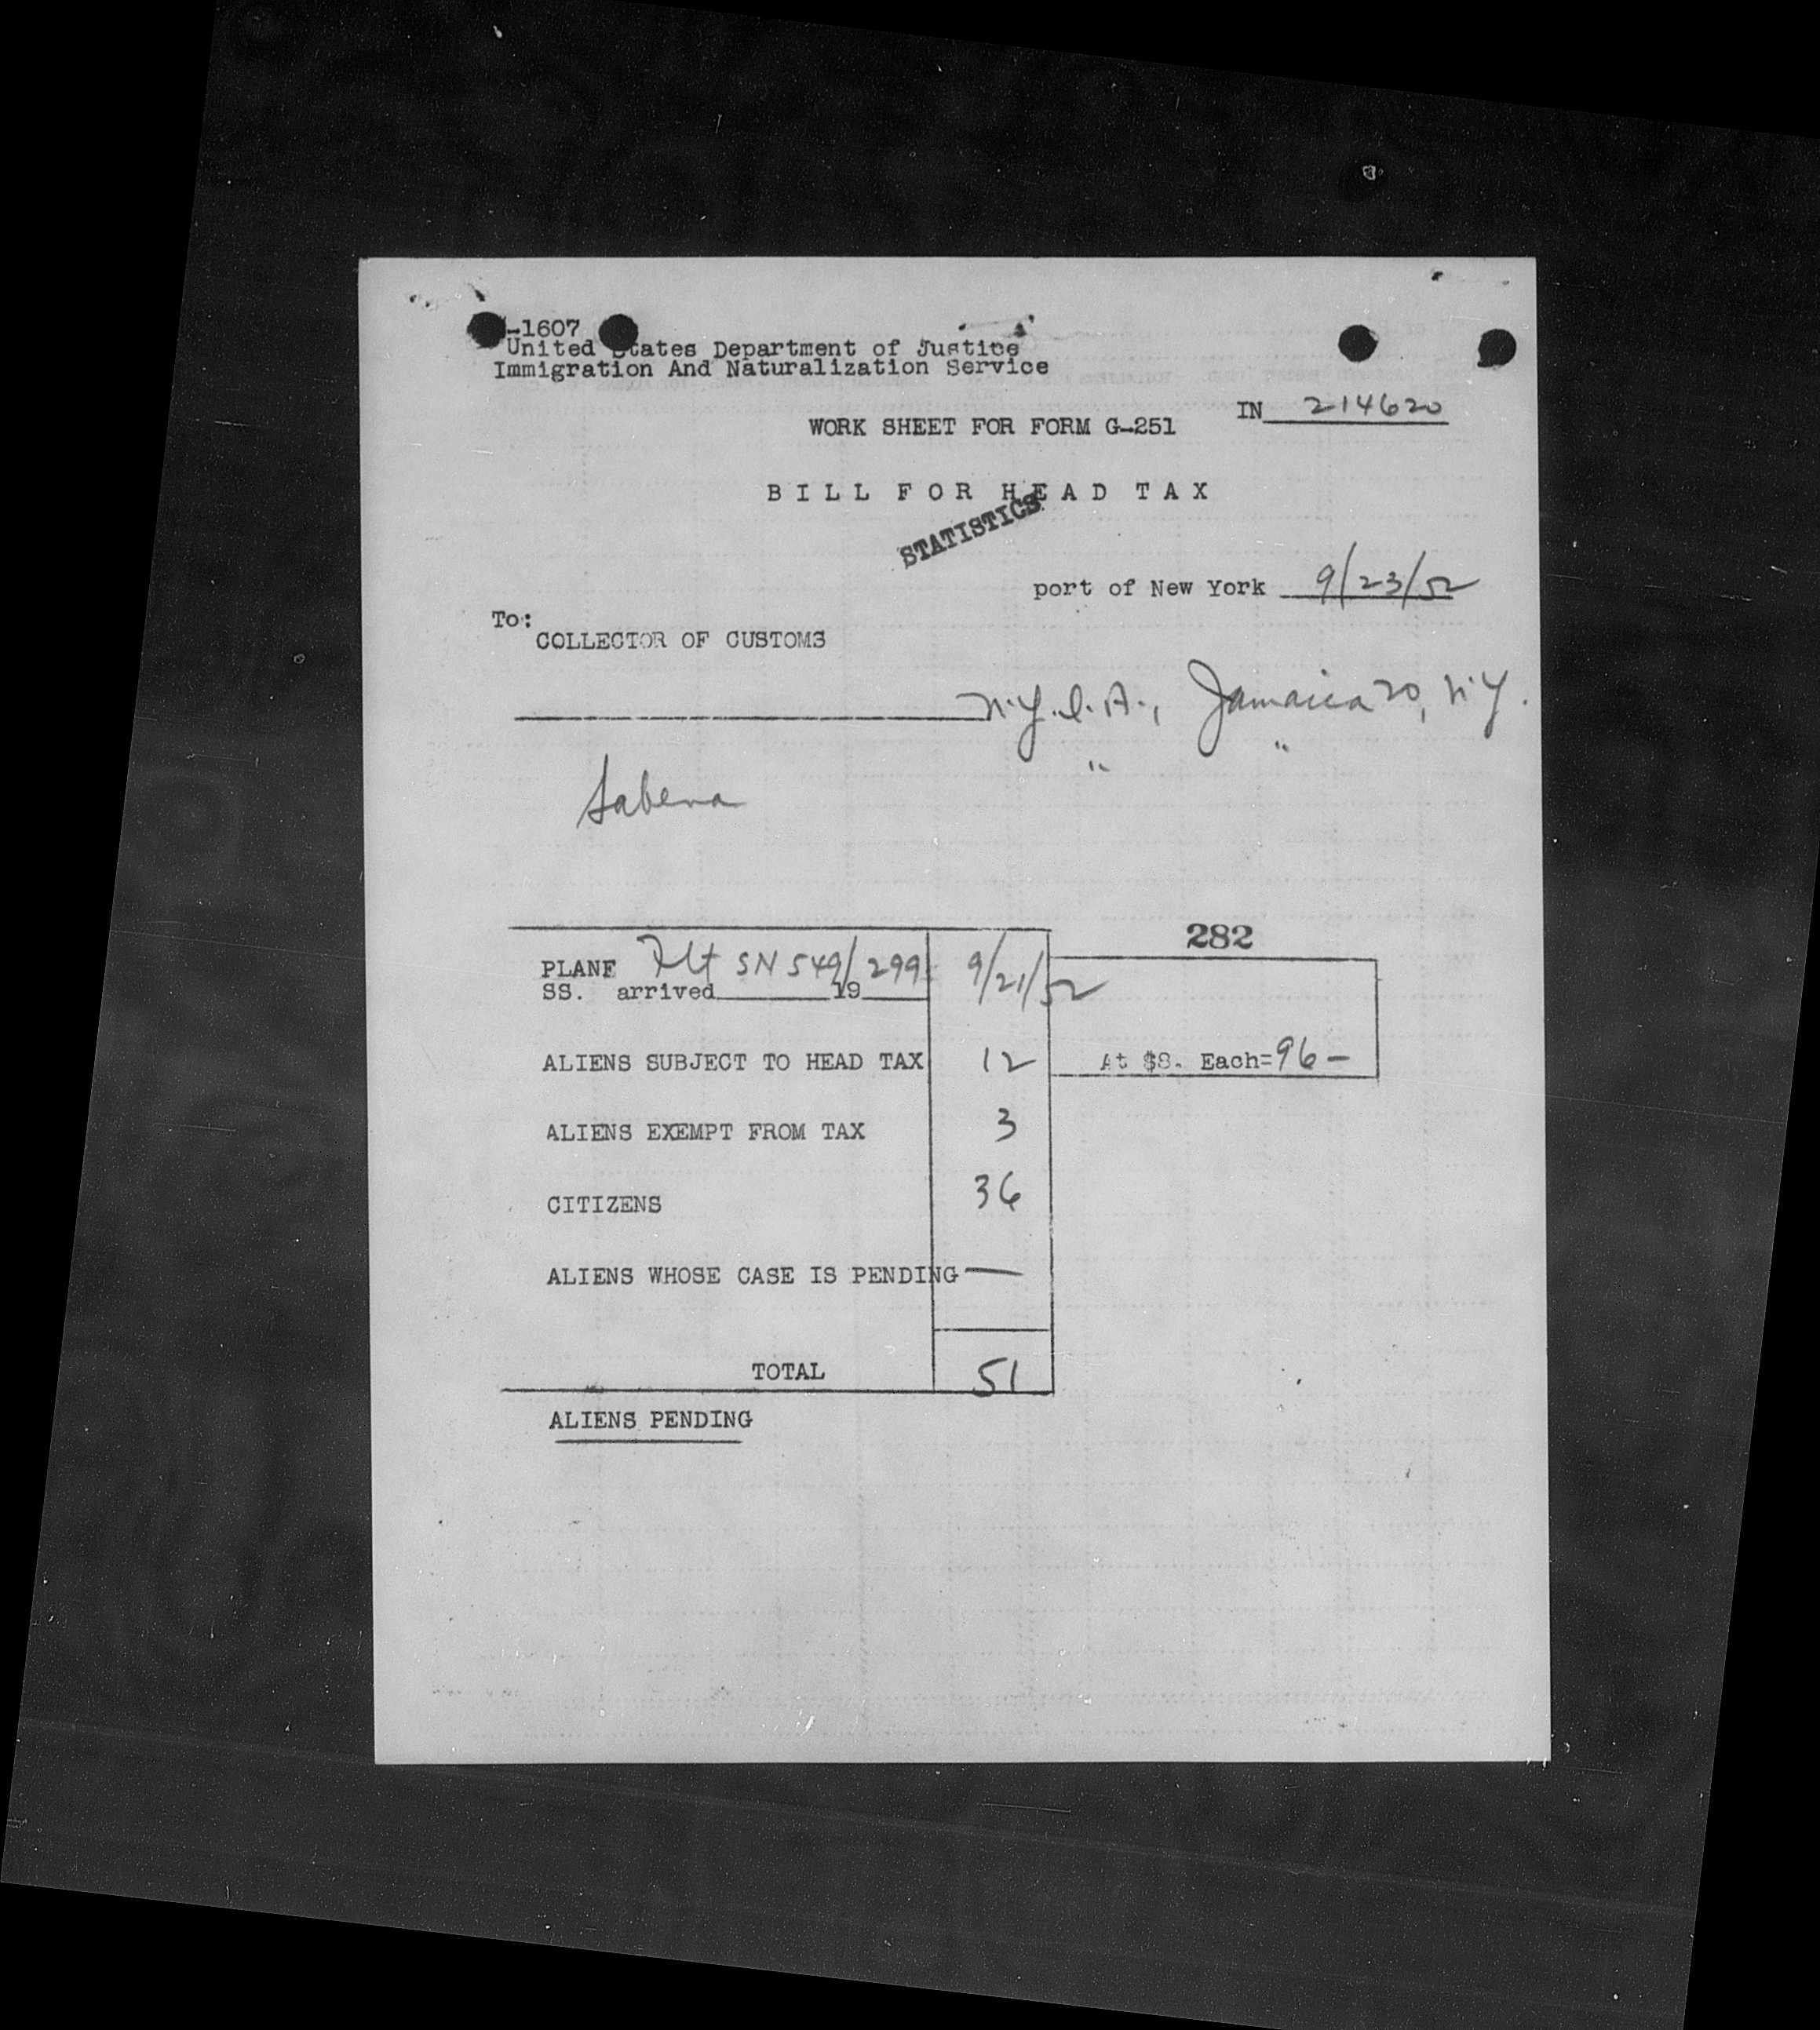 -1607
United States Department of Justice
Immigration And Naturalization Service
IN 214620
WORK SHEET FOR FORM G-251
BILL FOR HEAD TAX
STATISTICS
port of New York 9/23/52
To:
COLLECTOR OF CUSTOMS
N.Y.I.A., Jamaica 20, N.Y.
" "
Sabena
282
PLANE Flt SN 549/299 9/21/52
SS. arrived 19
ALIENS SUBJECT TO HEAD TAX 12 At $8. Each=96 —
ALIENS EXEMPT FROM TAX 3
CITIZENS 36
ALIENS WHOSE CASE IS PENDING —
TOTAL 51
ALIENS PENDING